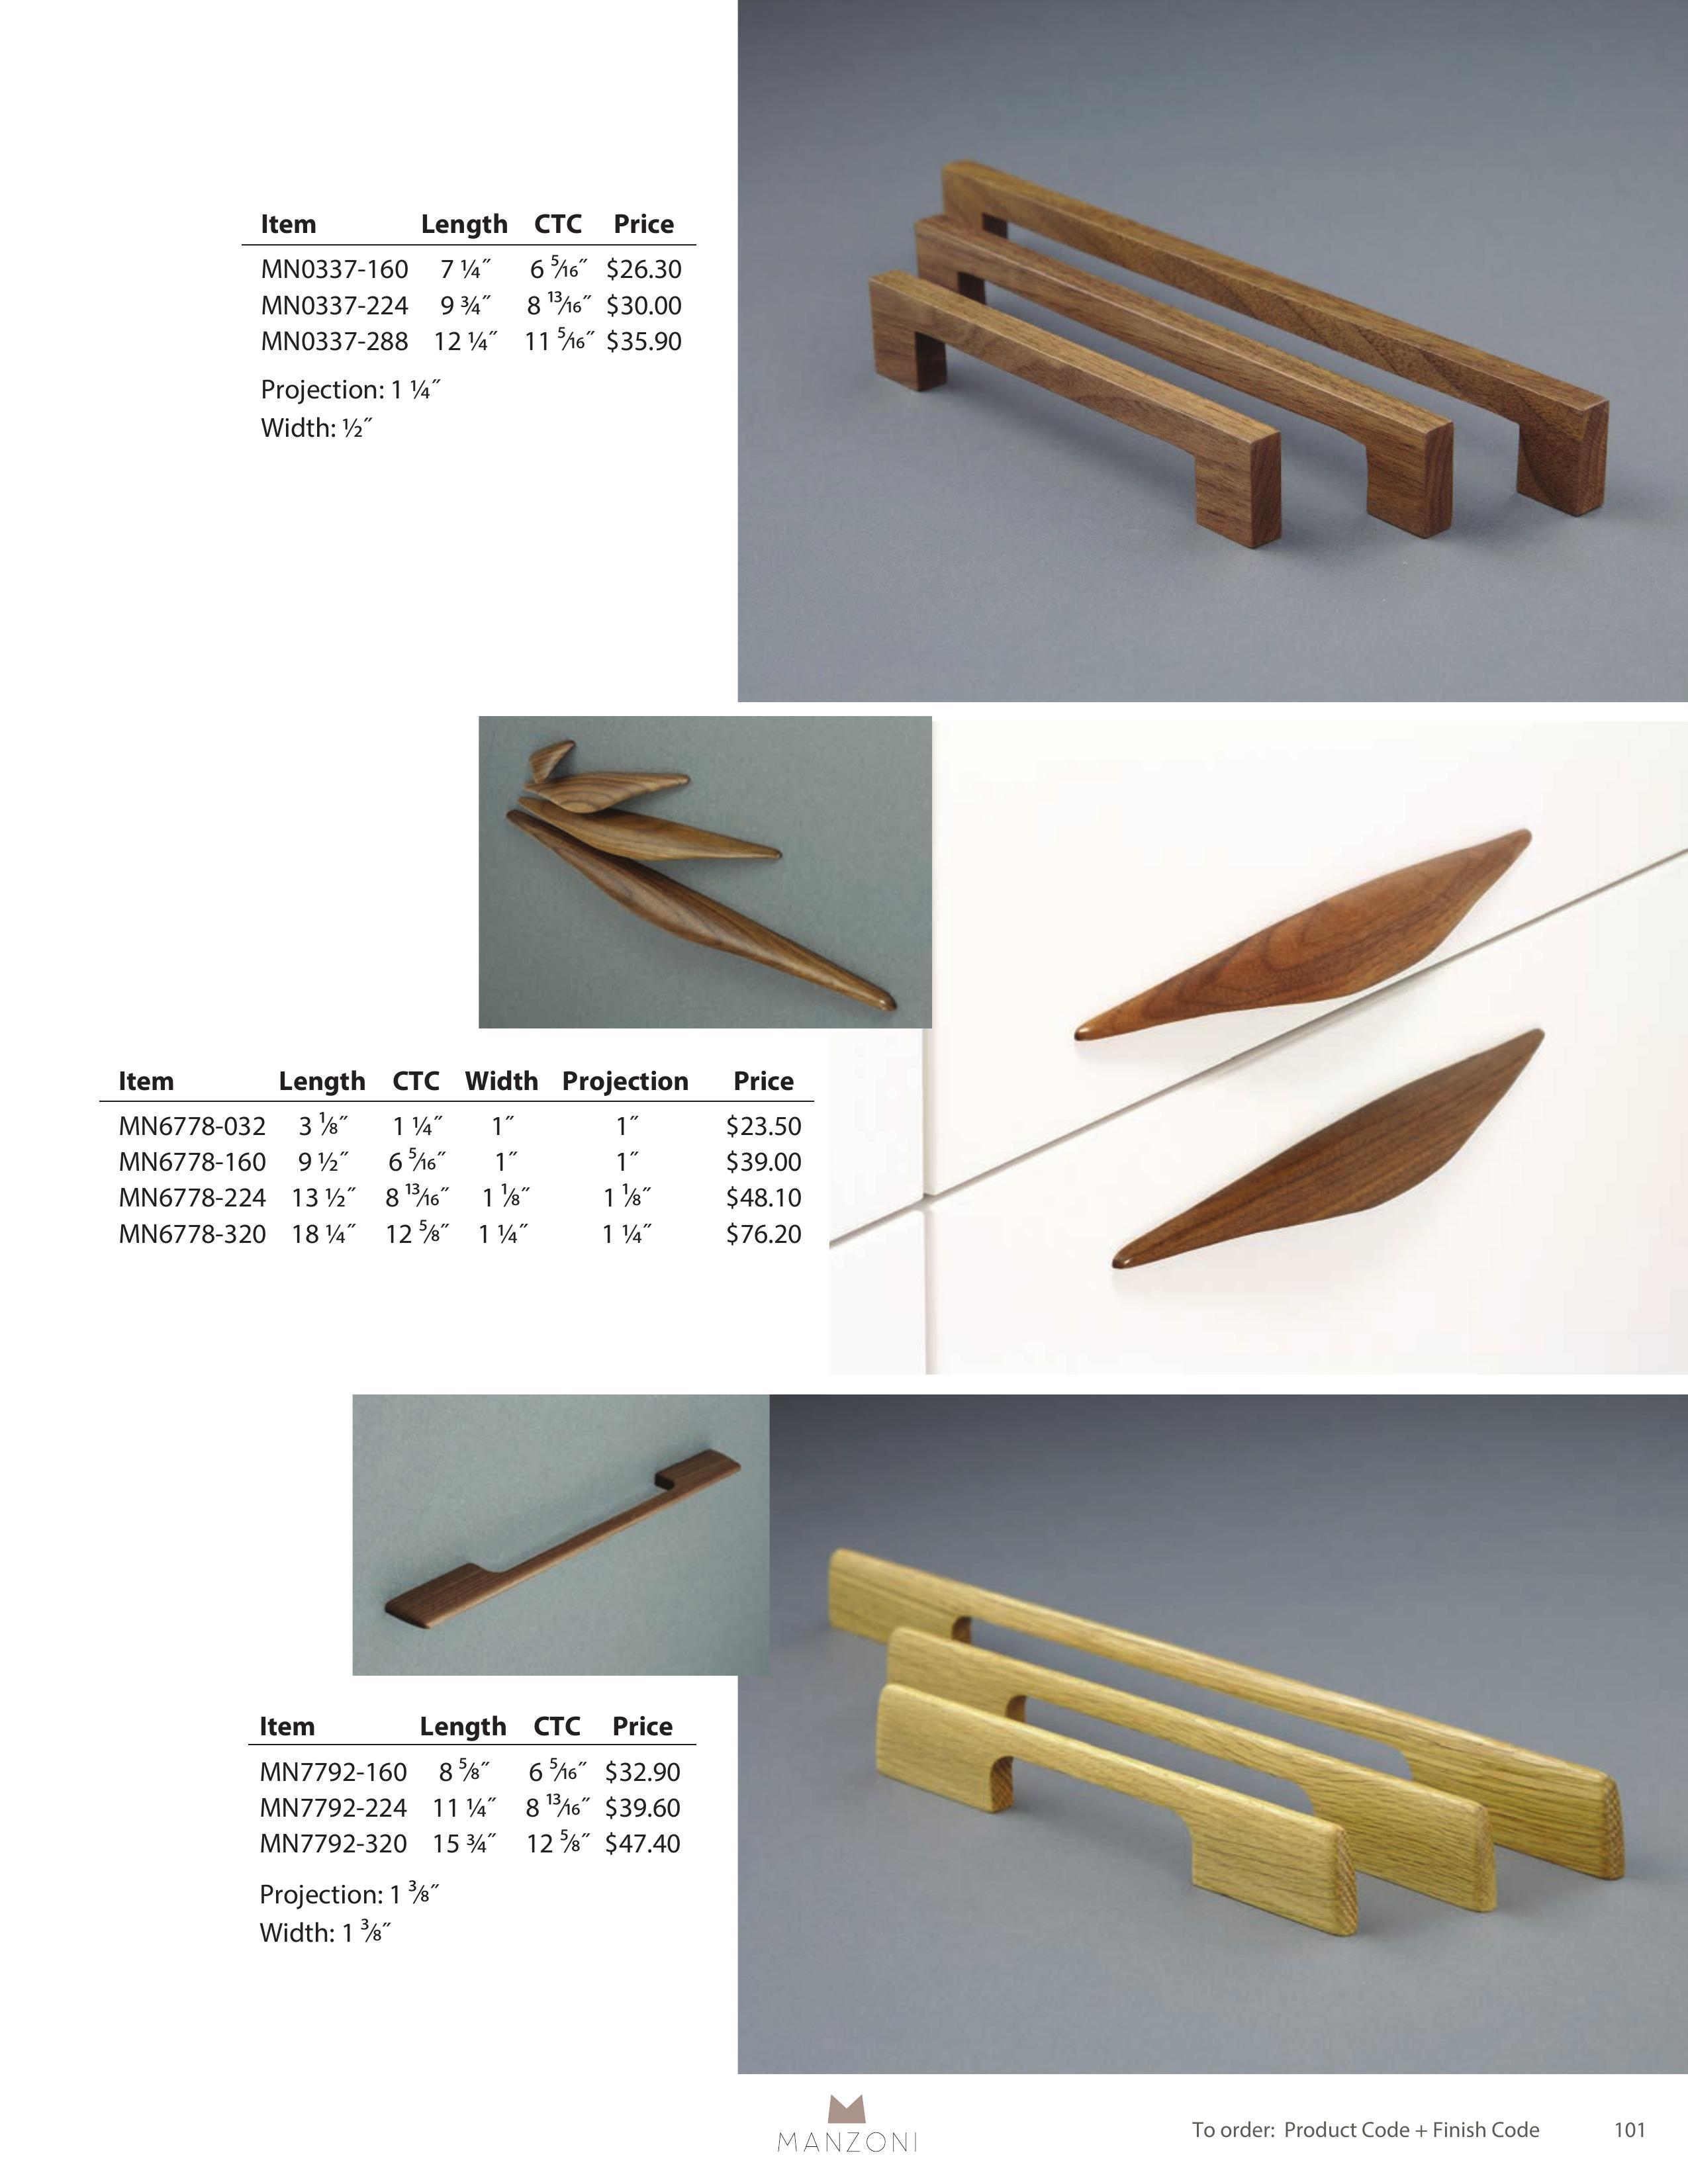 Item Length CTC Price
MN0337-160 7 ¼˝ 6 ⁵⁄₁₆˝ $26.30
MN0337-224 9 ¾˝ 8 ¹³⁄₁₆˝ $30.00
MN0337-288 12 ¼˝ 11 ⁵⁄₁₆˝ $35.90
Projection: 1 ¼˝
Width: ½˝
Item Length CTC Width Projection Price
MN6778-032 3 ⅛˝ 1 ¼˝ 1˝ 1˝ $23.50
MN6778-160 9 ½˝ 6 ⁵⁄₁₆˝ 1˝ 1˝ $39.00
MN6778-224 13 ½˝ 8 ¹³⁄₁₆˝ 1 ⅛˝ 1 ⅛˝ $48.10
MN6778-320 18 ¼˝ 12 ⅝˝ 1 ¼˝ 1 ¼˝ $76.20
Item Length CTC Price
MN7792-160 8 ⅝˝ 6 ⁵⁄₁₆˝ $32.90
MN7792-224 11 ¼˝ 8 ¹³⁄₁₆˝ $39.60
MN7792-320 15 ¾˝ 12 ⅝˝ $47.40
Projection: 1 ⅜˝
Width: 1 ⅜˝
MANZONI
To order: Product Code + Finish Code 101